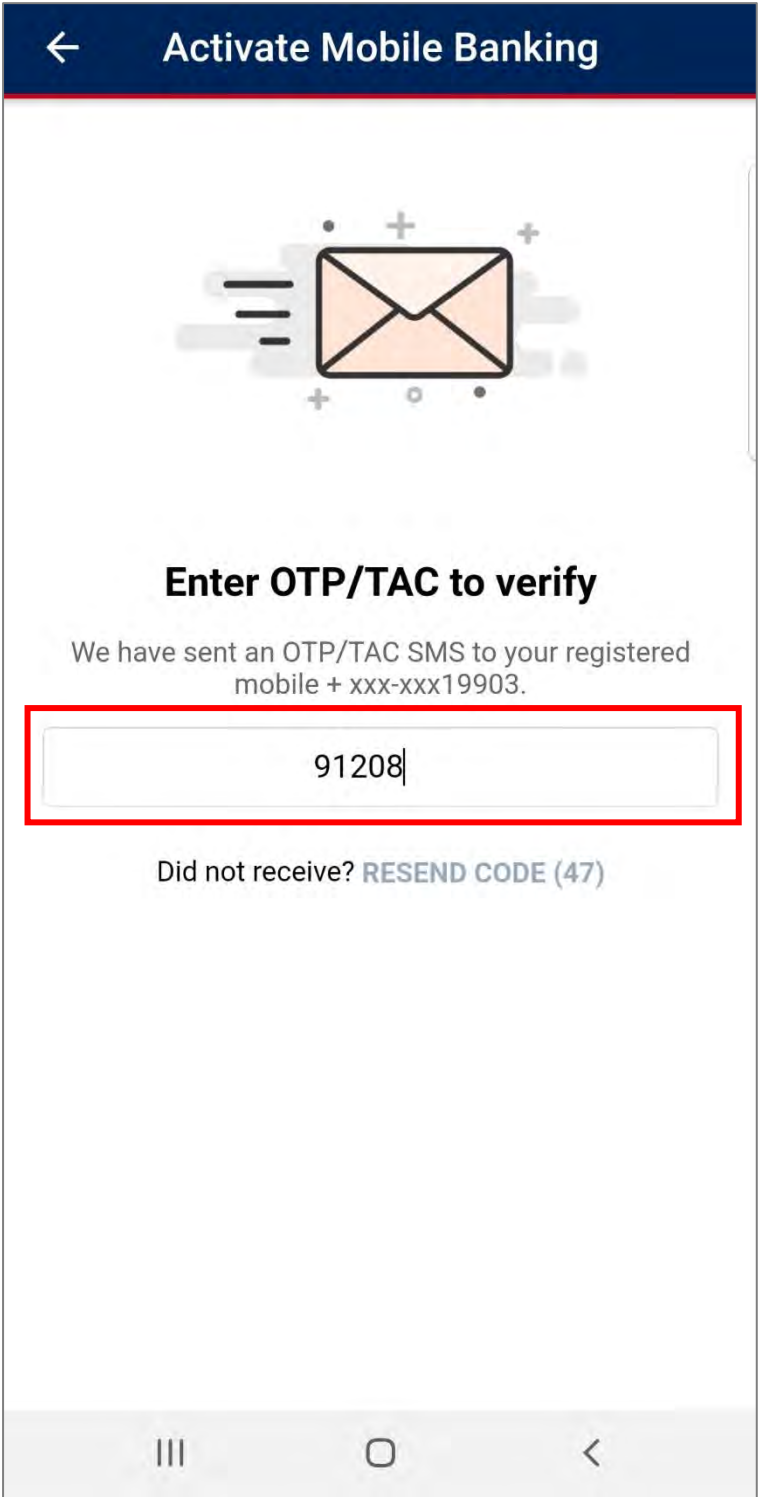 Activate Mobile Banking
Enter OTP/TAC to verify
We have sent an OTP/TAC SMS to your registered
mobile + xxx-xxx19903.
91208
Did not receive? RESEND CODE (47)